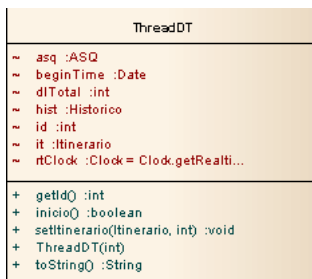 ThreadDT
~ asq :ASQ
~ beginTime :Date
~ dlTotal :int
~ hist :Historico
~ id :int
~ it :Itinerario
~ rtClock :Clock = Clock.getRealti...
+ getId() :int
+ inicio() :boolean
+ setItinerario(Itinerario, int) :void
+ ThreadDT(int)
+ toString() :String